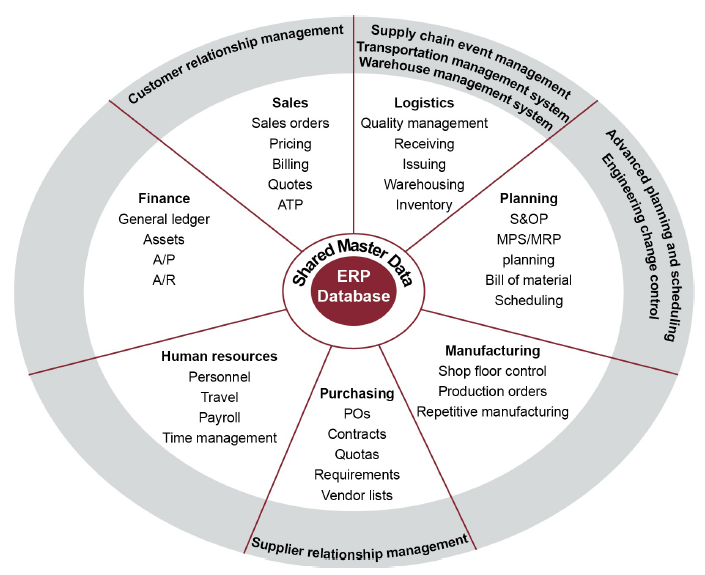 Customer relationship management
Supply chain event management
Transportation management system
Warehouse management system
Advanced planning and scheduling
Engineering change control
Sales
Sales orders
Pricing
Billing
Quotes
ATP
Logistics
Quality management
Receiving
Issuing
Warehousing
Inventory
Finance
General ledger
Assets
A/P
A/R
Planning
S&OP
MPS/MRP
planning
Bill of material
Scheduling
Shared Master Data
ERP
Database
Human resources
Personnel
Travel
Payroll
Time management
Purchasing
POs
Contracts
Quotas
Requirements
Vendor lists
Manufacturing
Shop floor control
Production orders
Repetitive manufacturing
Supplier relationship management